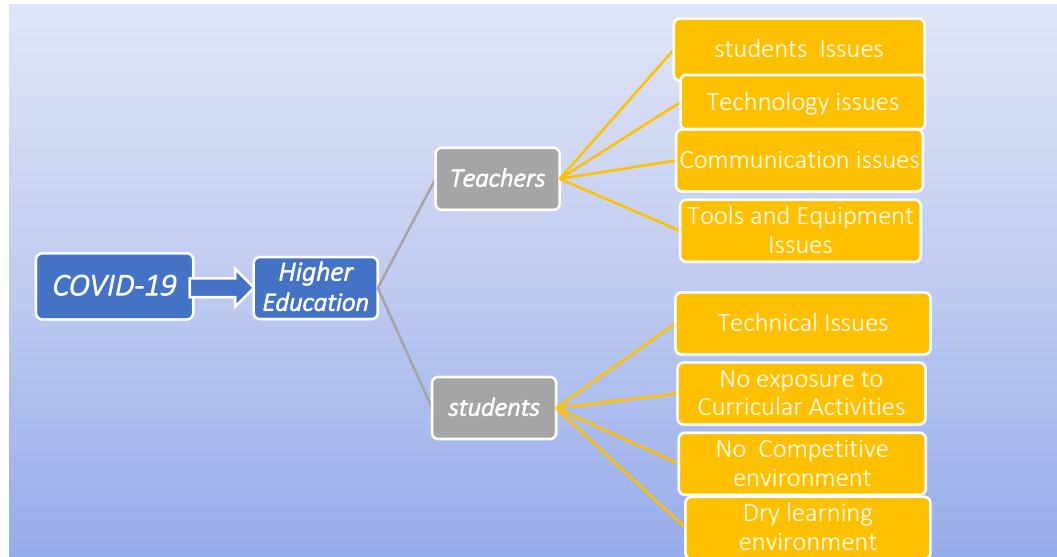 COVID-19
Higher
Education
Teachers
students  Issues
Technology issues
Communication issues
Tools and Equipment
Issues
students
Technical Issues
No exposure to
Curricular Activities
No  Competitive
environment
Dry learning
environment